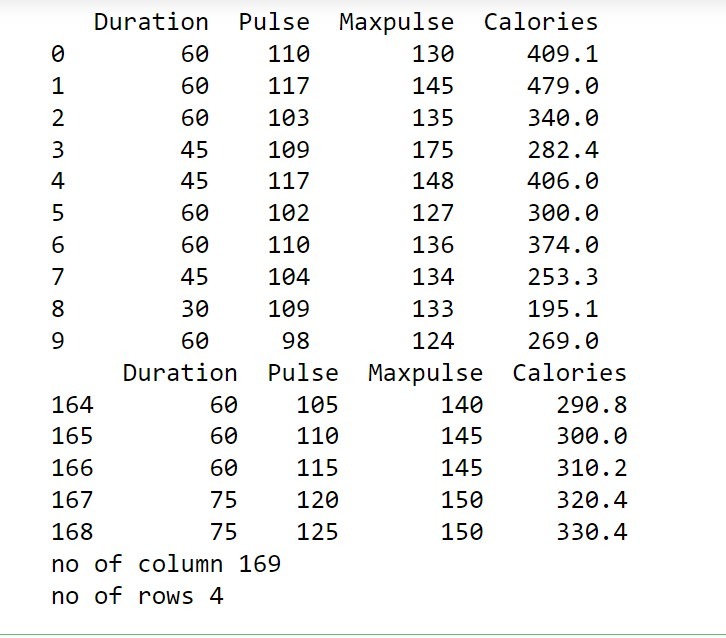 Duration Pulse Maxpulse Calories
0 60 110 130 409.1
1 60 117 145 479.0
2 60 103 135 340.0
3 45 109 175 282.4
4 45 117 148 406.0
5 60 102 127 300.0
6 60 110 136 374.0
7 45 104 134 253.3
8 30 109 133 195.1
9 60 98 124 269.0
Duration Pulse Maxpulse Calories
164 60 105 140 290.8
165 60 110 145 300.0
166 60 115 145 310.2
167 75 120 150 320.4
168 75 125 150 330.4
no of column 169
no of rows 4